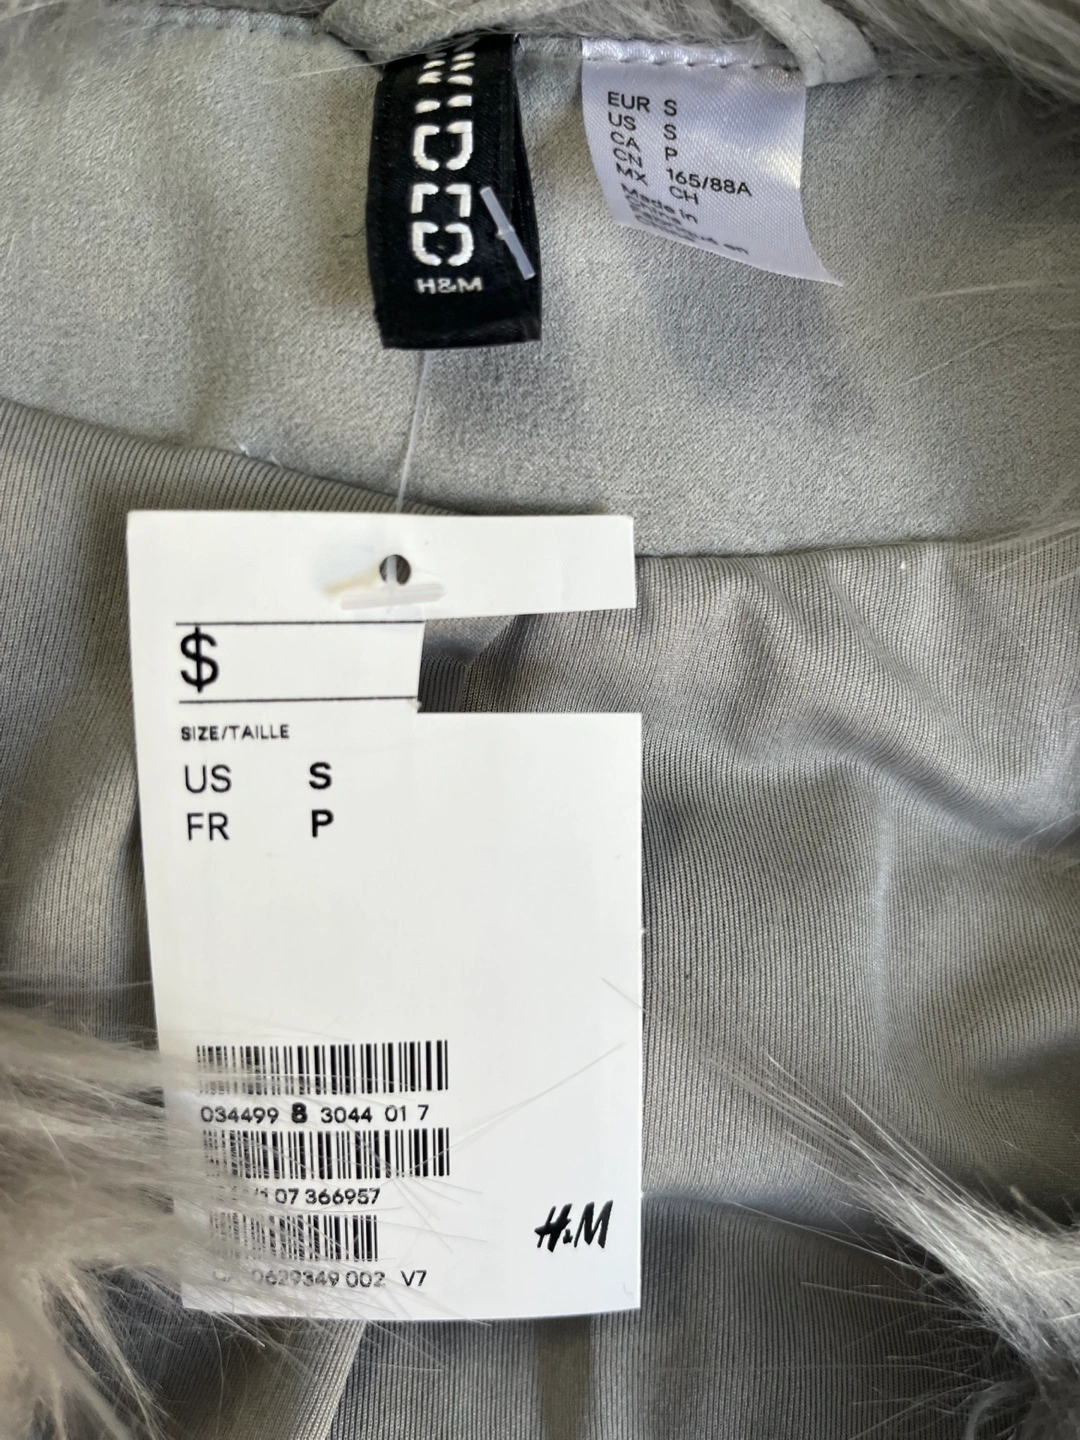 H&M
EUR S
US S
CA P
CN 165/88A
MX CH
Made in
$
SIZE/TAILLE
US S
FR P
034499 8 3044 01 7
07 366957
0629349 002 V7
H&M